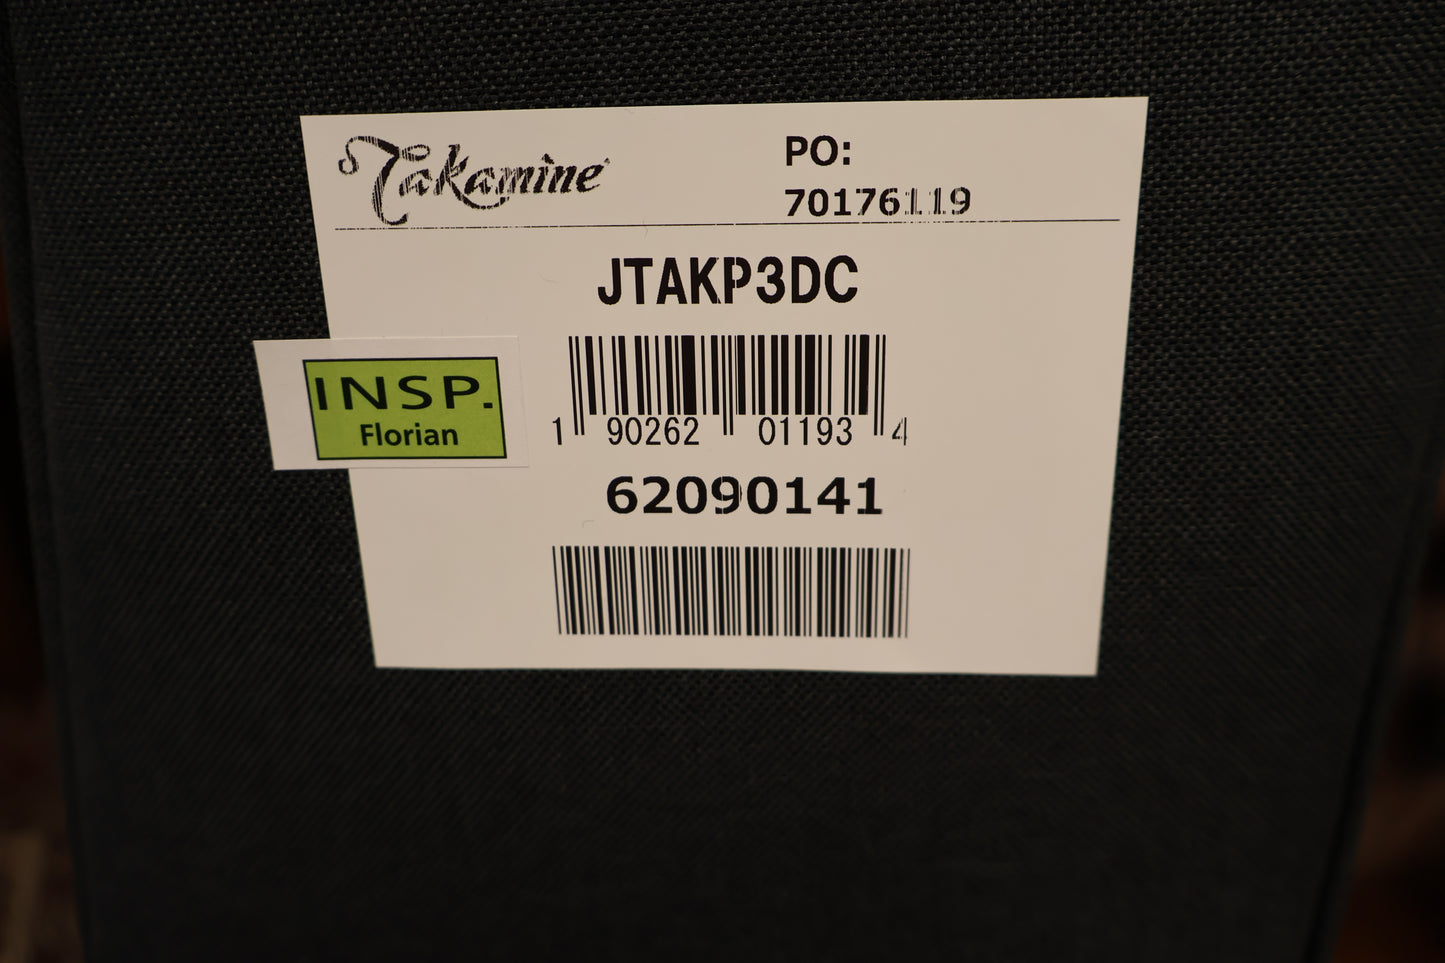 Takamine
PO:
70176119
JTAKP3DC
INSP.
Florian
1 90262 01193 4
62090141